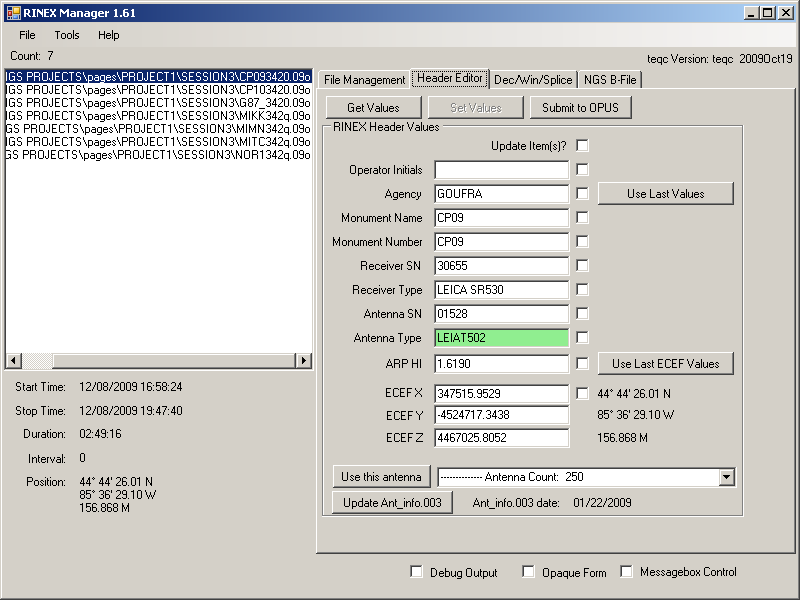 RINEX Manager 1.61
File Tools Help
Count: 7
teqc Version: teqc 2009Oct19
IGS PROJECTS\pages\PROJECT1\SESSION3\CP093420.09o
IGS PROJECTS\pages\PROJECT1\SESSION3\CP103420.09o
IGS PROJECTS\pages\PROJECT1\SESSION3\G87_3420.09o
IGS PROJECTS\pages\PROJECT1\SESSION3\MIKK342q.09o
GS PROJECTS\pages\PROJECT1\SESSION3\MIMN342q.09o
IGS PROJECTS\pages\PROJECT1\SESSION3\MITC342q.09o
GS PROJECTS\pages\PROJECT1\SESSION3\NOR1342q.09o
Start Time: 12/08/2009 16:58:24
Stop Time: 12/08/2009 19:47:40
Duration: 02:49:16
Interval: 0
Position: 44° 44' 26.01 N
85° 36' 29.10 W
156.868 M
File Management Header Editor Dec/Win/Splice NGS B-File
Get Values Set Values Submit to OPUS
RINEX Header Values
Update Item(s)?
Operator Initials
Agency GOUFRA Use Last Values
Monument Name CP09
Monument Number CP09
Receiver SN 30655
Receiver Type LEICA SR530
Antenna SN 01528
Antenna Type LEIAT502
ARP HI 1.6190 Use Last ECEF Values
ECEF X 347515.9529 44° 44' 26.01 N
ECEF Y -4524717.3438 85° 36' 29.10 W
ECEF Z 4467025.8052 156.868 M
Use this antenna ------------- Antenna Count: 250
Update Ant_info.003 Ant_info.003 date: 01/22/2009
Debug Output Opaque Form Messagebox Control